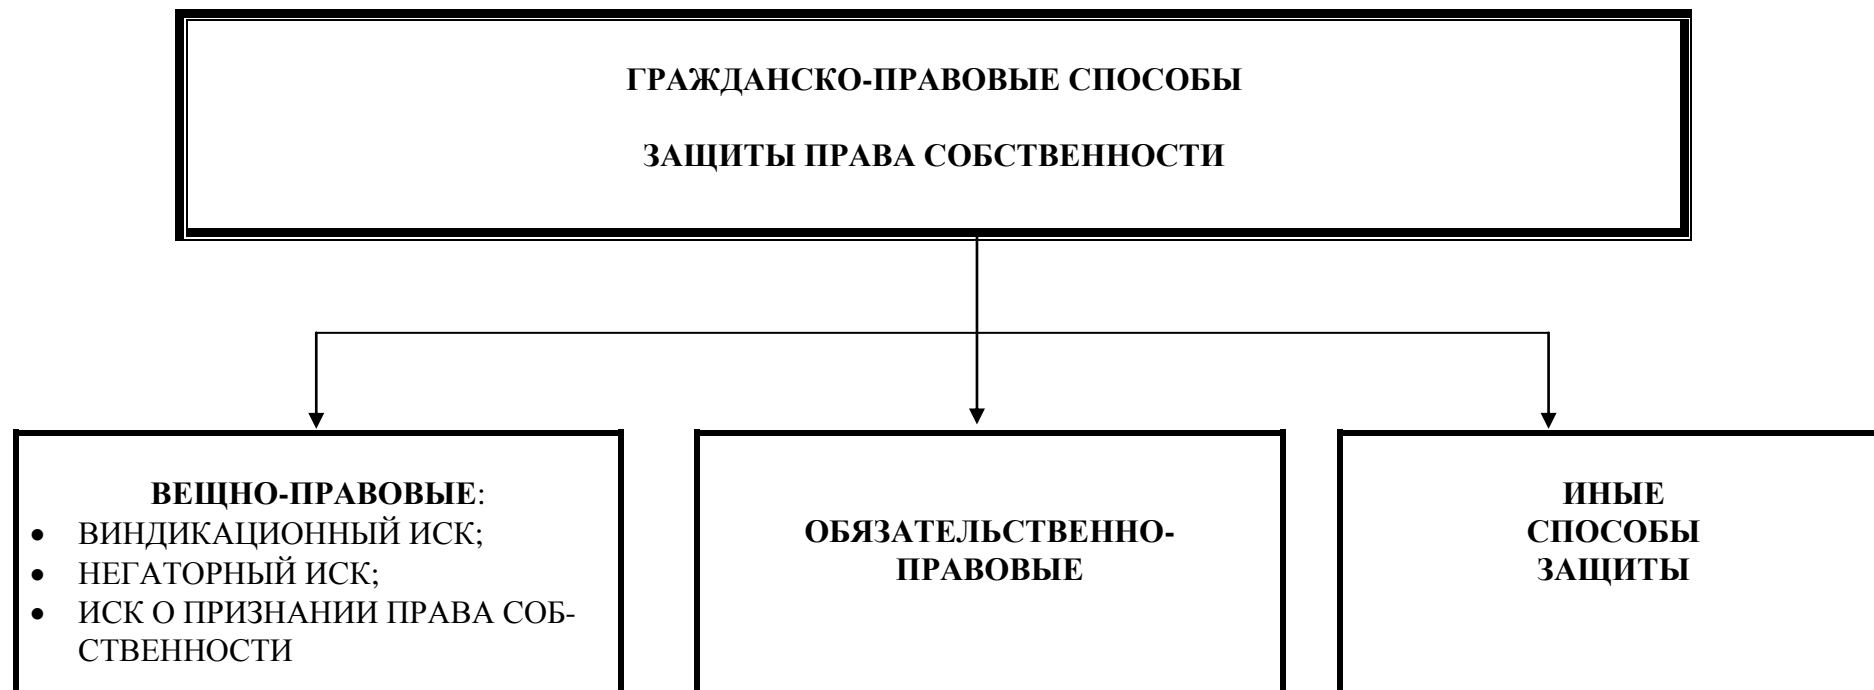 ГРАЖДАНСКО-ПРАВОВЫЕ СПОСОБЫ
ЗАЩИТЫ ПРАВА СОБСТВЕННОСТИ
ВЕЩНО-ПРАВОВЫЕ:
• ВИНДИКАЦИОННЫЙ ИСК;
• НЕГАТОРНЫЙ ИСК;
• ИСК О ПРИЗНАНИИ ПРАВА СОБ-
СТВЕННОСТИ
ОБЯЗАТЕЛЬСТВЕННО-
ПРАВОВЫЕ
ИНЫЕ
СПОСОБЫ
ЗАЩИТЫ